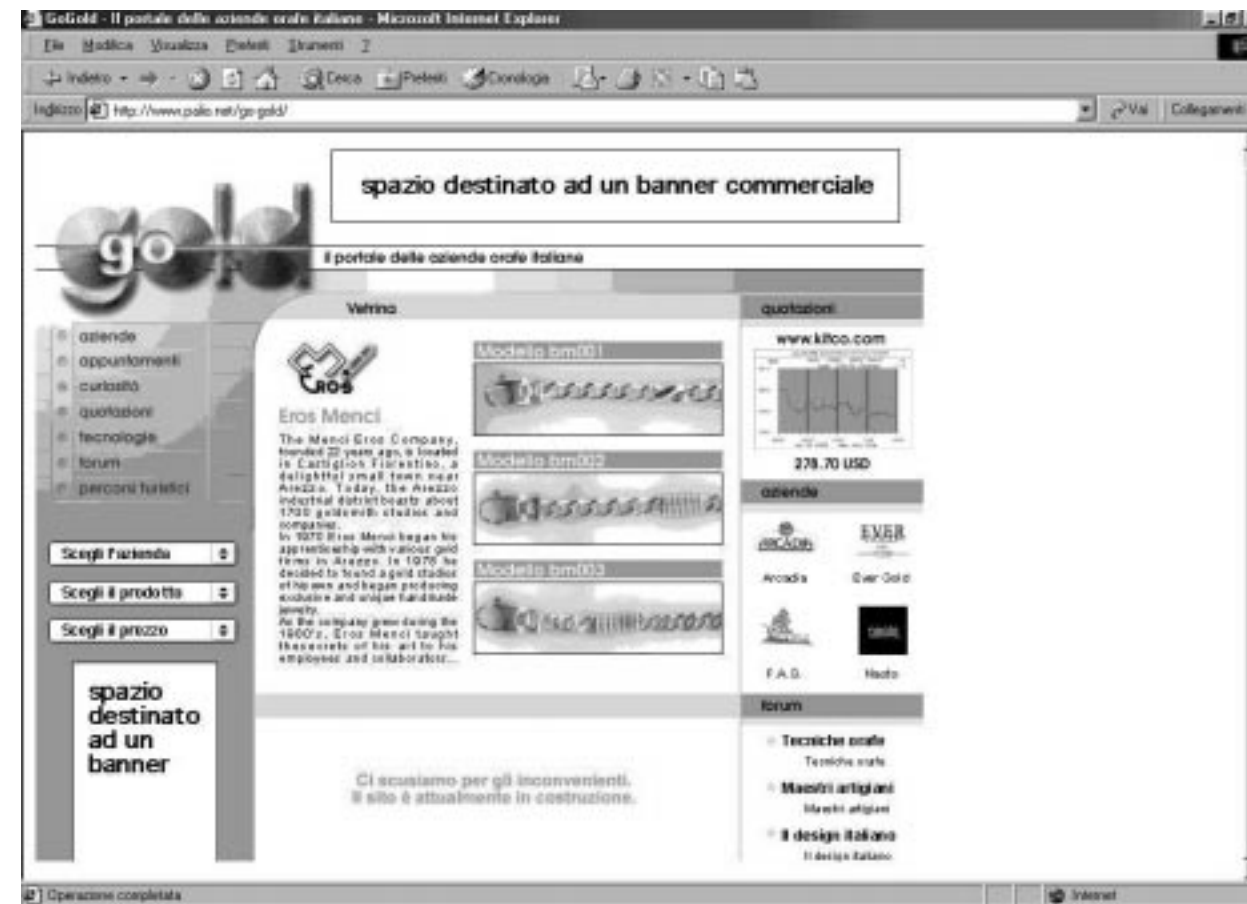 GoGold - Il portale delle aziende orafe italiane - Microsoft Internet Explorer
File Modifica Visualizza Preferiti Strumenti ?
Indietro Cerca Preferiti Cronologia
Indirizzo http://www.palio.net/go-gold/ Vai Collegamenti
spazio destinato ad un banner commerciale
go gold
il portale delle aziende orafe italiane
Vetrina
aziende
appuntamenti
curiosità
quotazioni
tecnologie
forum
percorsi turistici
Scegli l'azienda
Scegli il prodotto
Scegli il prezzo
spazio
destinato
ad un
banner
EROS
Eros Menci
The Menci Eros Company,
founded 22 years ago, is located
in Castiglion Fiorentino, a
delightful small town near
Arezzo. Today, the Arezzo
industrial district boasts about
1700 goldsmith studios and
companies.
In 1970 Eros Menci began his
apprenticeship with various gold
firms in Arezzo. In 1978 he
decided to found a gold studios
of his own and began producing
exclusive and unique handmade
jewelry.
As the company grew during the
1980's, Eros Menci taught
the secrets of his art to his
employees and collaborators...
Modello bm001
Modello bm002
Modello bm003
Ci scusiamo per gli inconvenienti.
Il sito è attualmente in costruzione.
quotazioni
www.kitco.com
278.70 USD
aziende
ARCADIA
EVER
Arcadia Ever Gold
F.A.O. Nacto
forum
Tecniche orafe
Tecniche orafe
Maestri artigiani
Maestri artigiani
Il design italiano
Il design italiano
Operazione completata Internet